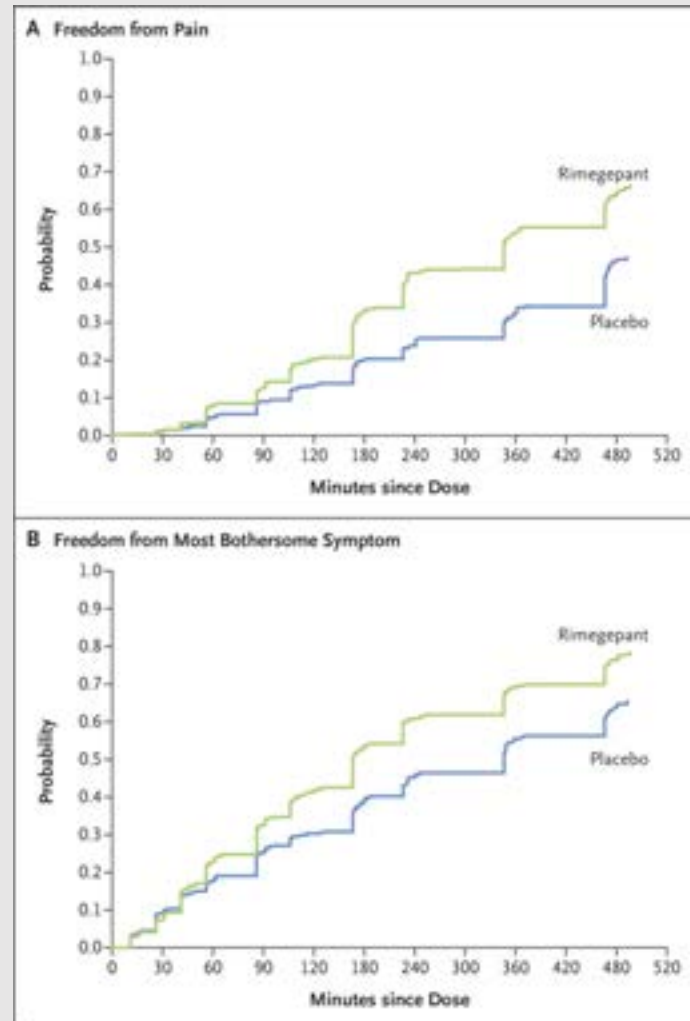 A Freedom from Pain
1.0
0.9
0.8
0.7
0.6
0.5
0.4
0.3
0.2
0.1
0.0
Probability
Rimegepant
Placebo
0 30 60 90 120 180 240 300 360 420 480 520
Minutes since Dose
B Freedom from Most Bothersome Symptom
1.0
0.9
0.8
0.7
0.6
0.5
0.4
0.3
0.2
0.1
0.0
Probability
Rimegepant
Placebo
0 30 60 90 120 180 240 300 360 420 480 520
Minutes since Dose